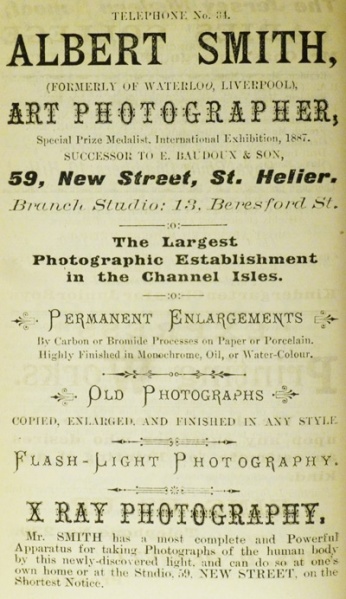 TELEPHONE No. 34.
ALBERT SMITH,
(FORMERLY OF WATERLOO, LIVERPOOL),
ART PHOTOGRAPHER,
Special Prize Medalist, International Exhibition, 1887.
SUCCESSOR TO E. BAUDOUX & SON,
59, New Street, St. Helier.
Branch Studio: 13, Beresford St.
:o:
The Largest
Photographic Establishment
in the Channel Isles.
:o:
PERMANENT ENLARGEMENTS
By Carbon or Bromide Processes on Paper or Porcelain.
Highly Finished in Monochrome, Oil, or Water-Colour.
OLD PHOTOGRAPHS
COPIED, ENLARGED, AND FINISHED IN ANY STYLE
FLASH-LIGHT PHOTOGRAPHY.
X RAY PHOTOGRAPHY.
Mr. SMITH has a most complete and Powerful
Apparatus for taking Photographs of the human body
by this newly-discovered light, and can do so at one's
own home or at the Studio, 59, NEW STREET, on the
Shortest Notice.